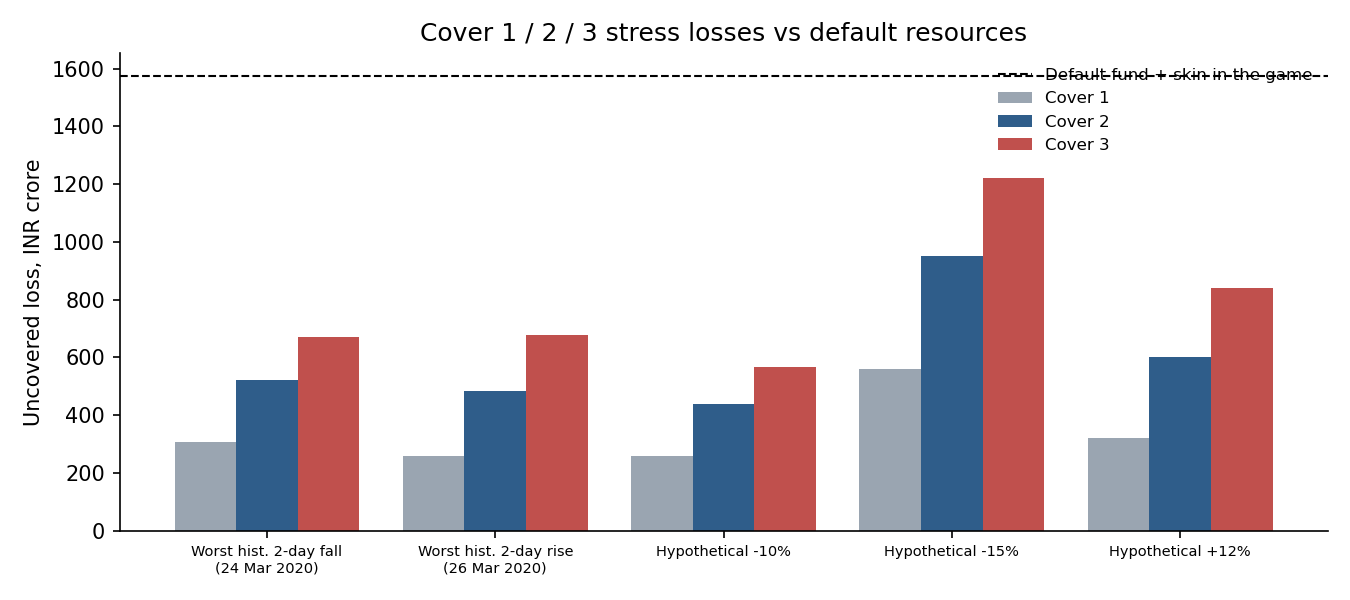 Cover 1 / 2 / 3 stress losses vs default resources
Uncovered loss, INR crore
1600
1400
1200
1000
800
600
400
200
0
Default fund + skin in the game
Cover 1
Cover 2
Cover 3
Worst hist. 2-day fall
(24 Mar 2020)
Worst hist. 2-day rise
(26 Mar 2020)
Hypothetical -10%
Hypothetical -15%
Hypothetical +12%